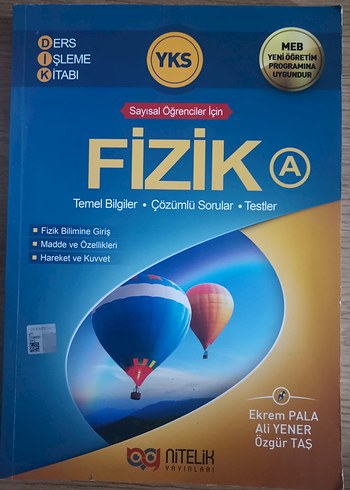 DERS
İŞLEME
KİTABI
YKS
MEB
YENİ ÖĞRETİM
PROGRAMINA
UYGUNDUR
Sayısal Öğrenciler İçin
FİZİK A
Temel Bilgiler • Çözümlü Sorular • Testler
Fizik Bilimine Giriş
Madde ve Özellikleri
Hareket ve Kuvvet
Ekrem PALA
Ali YENER
Özgür TAŞ
NİTELİK
YAYINLARI